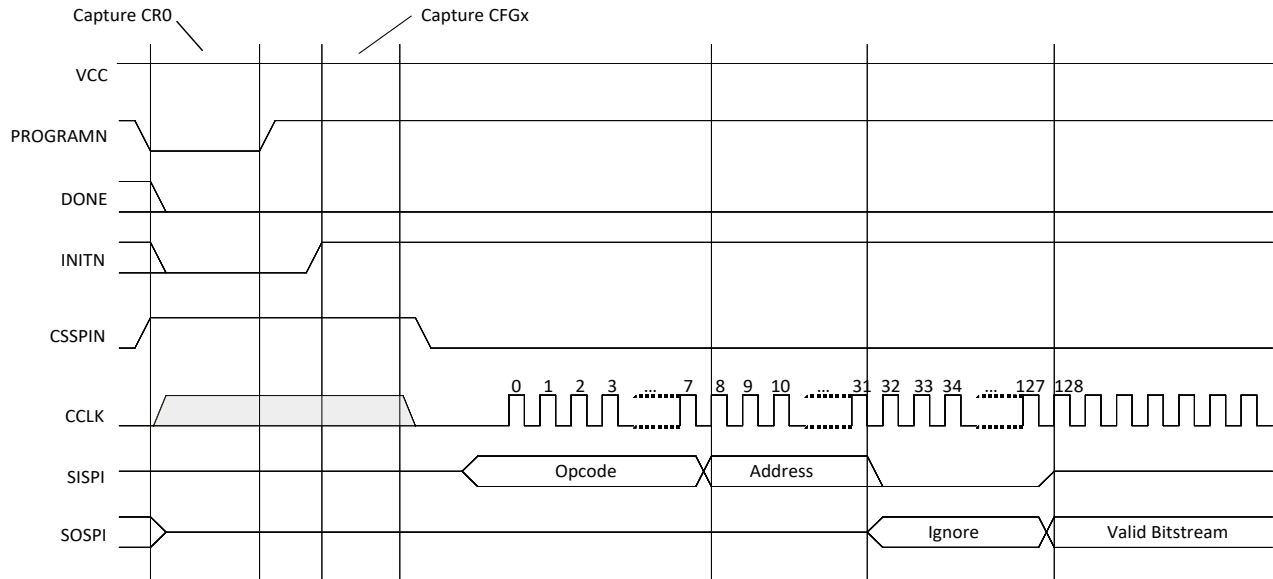 Capture CR0
Capture CFGx
VCC
PROGRAMN
DONE
INITN
CSSPIN
0 1 2 3 ... 7 8 9 10 ... 31 32 33 34 ... 127 128
CCLK
SISPI
Opcode
Address
SOSPI
Ignore
Valid Bitstream